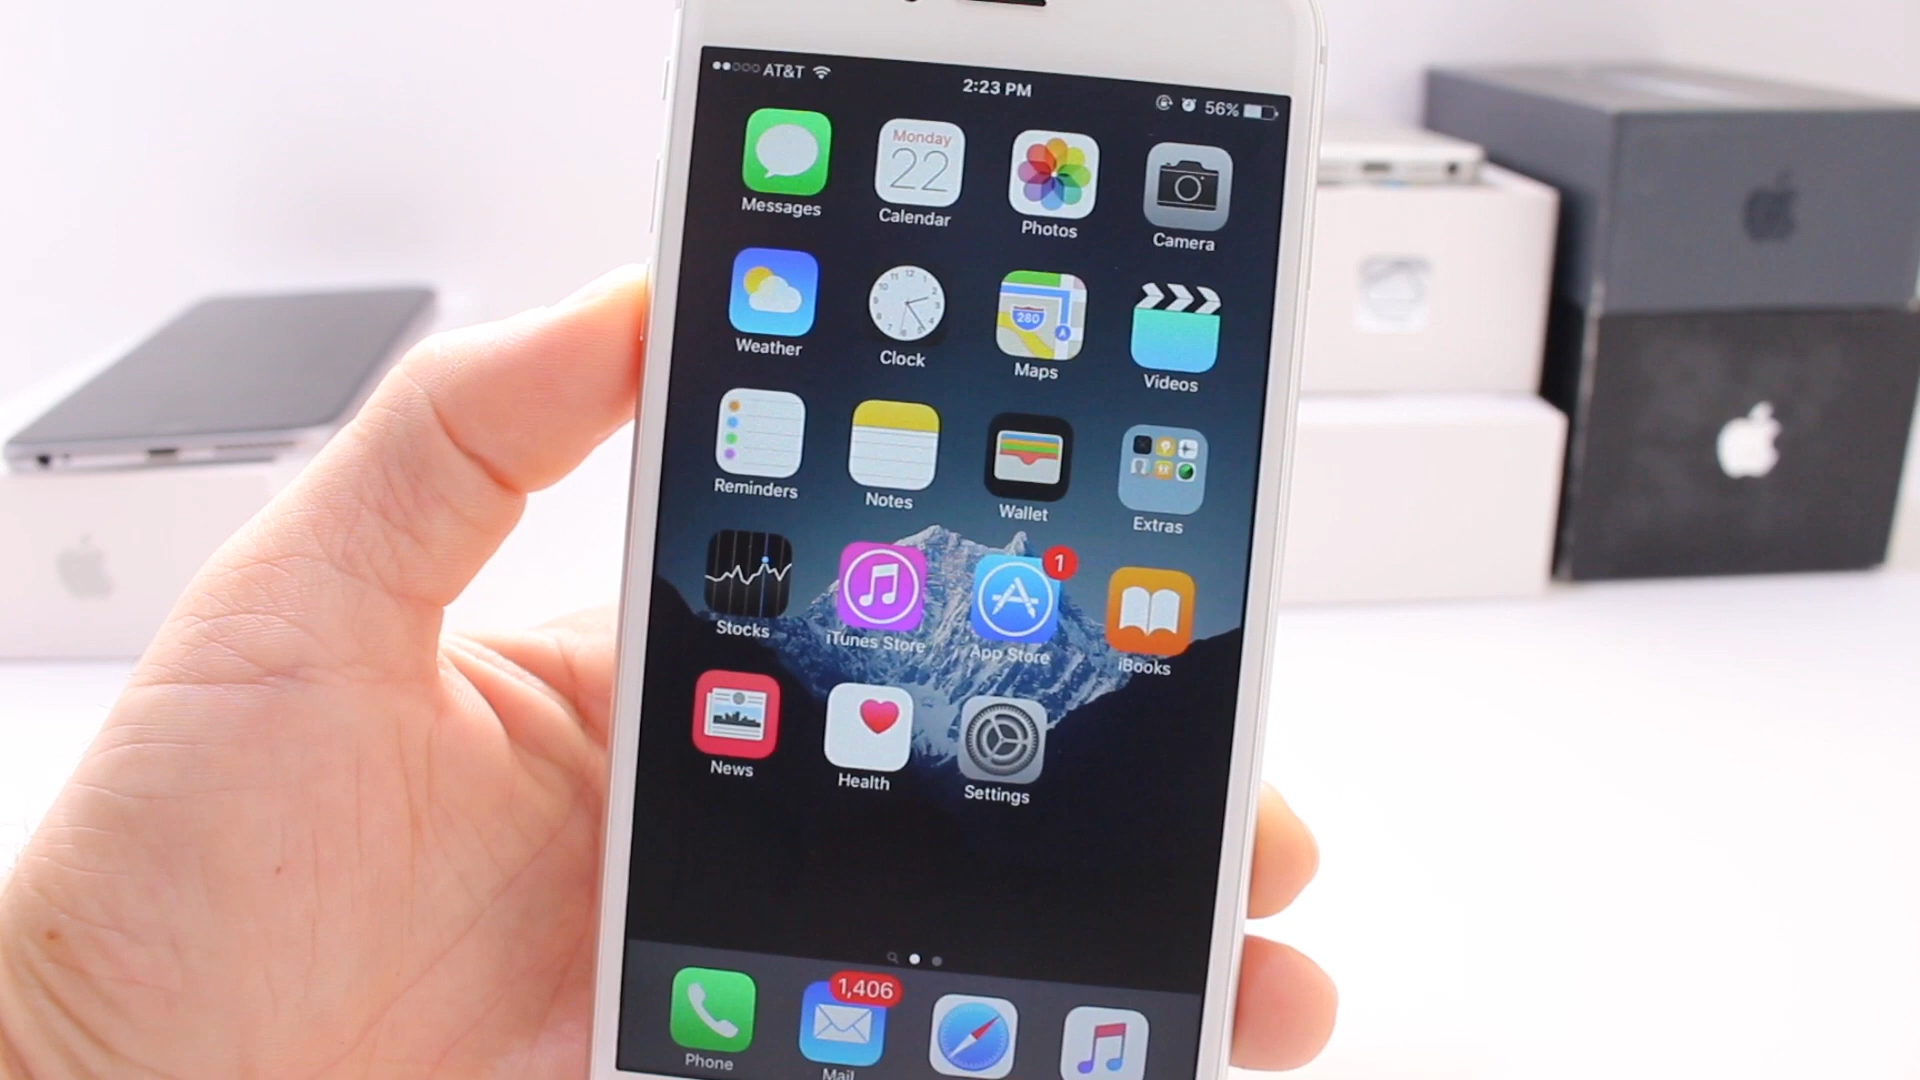 AT&T
2:23 PM
56%
Monday
22
Messages
Calendar
Photos
Camera
280
Weather
Clock
Maps
Videos
Reminders
Notes
Wallet
Extras
1
Stocks
iTunes Store
App Store
iBooks
News
Health
Settings
1,406
Phone
Mail